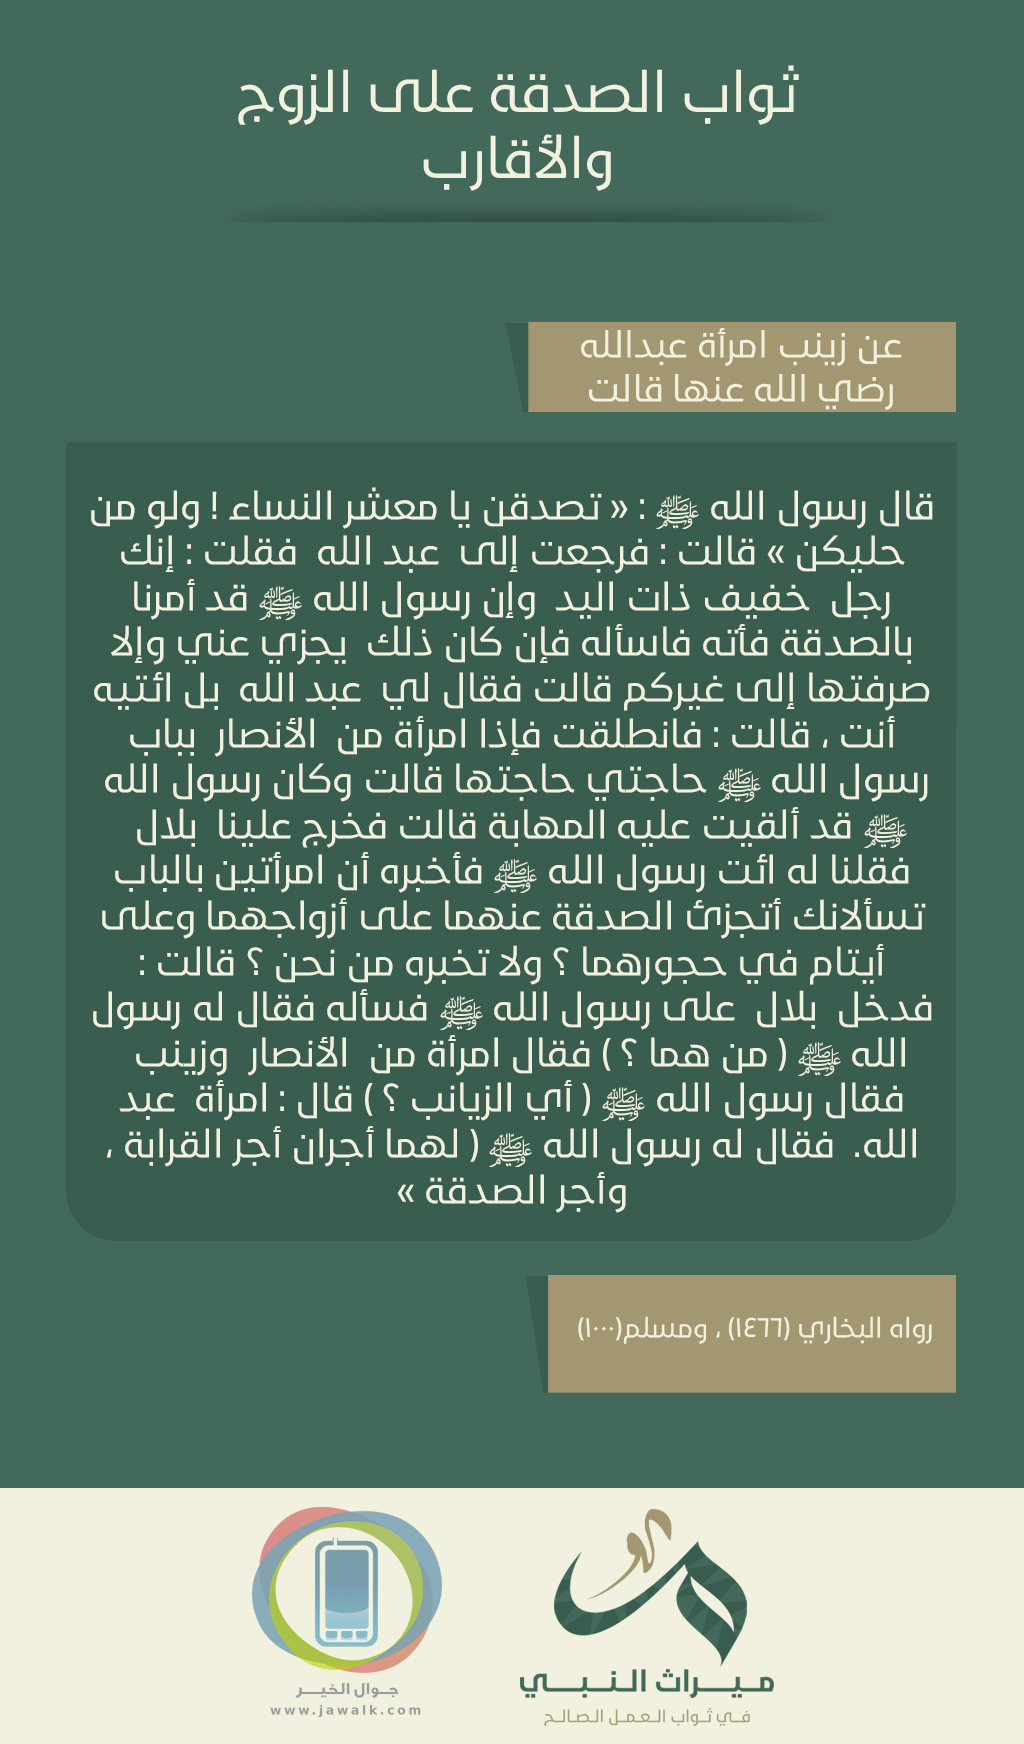 ثواب الصدقة على الزوج
والأقارب
عن زينب امرأة عبدالله
رضي الله عنها قالت
قال رسول الله ﷺ : « تصدقن يا معشر النساء ! ولو من
حليكن » قالت : فرجعت إلى عبد الله فقلت : إنك
رجل خفيف ذات اليد وإن رسول الله ﷺ قد أمرنا
بالصدقة فأته فاسأله فإن كان ذلك يجزي عني وإلا
صرفتها إلى غيركم قالت فقال لي عبد الله بل ائتيه
أنت ، قالت : فانطلقت فإذا امرأة من الأنصار بباب
رسول الله ﷺ حاجتي حاجتها قالت وكان رسول الله
ﷺ قد ألقيت عليه المهابة قالت فخرج علينا بلال
فقلنا له ائت رسول الله ﷺ فأخبره أن امرأتين بالباب
تسألانك أتجزئ الصدقة عنهما على أزواجهما وعلى
أيتام في حجورهما ؟ ولا تخبره من نحن ؟ قالت :
فدخل بلال على رسول الله ﷺ فسأله فقال له رسول
الله ﷺ ( من هما ؟ ) فقال امرأة من الأنصار وزينب
فقال رسول الله ﷺ ( أي الزيانب ؟ ) قال : امرأة عبد
الله. فقال له رسول الله ﷺ ( لهما أجران أجر القرابة ،
وأجر الصدقة »
رواه البخاري (١٤٦٦) ، ومسلم(١٠٠٠)
ميراث النبي
في ثواب العمل الصالح
جوال الخير
www.jawalk.com